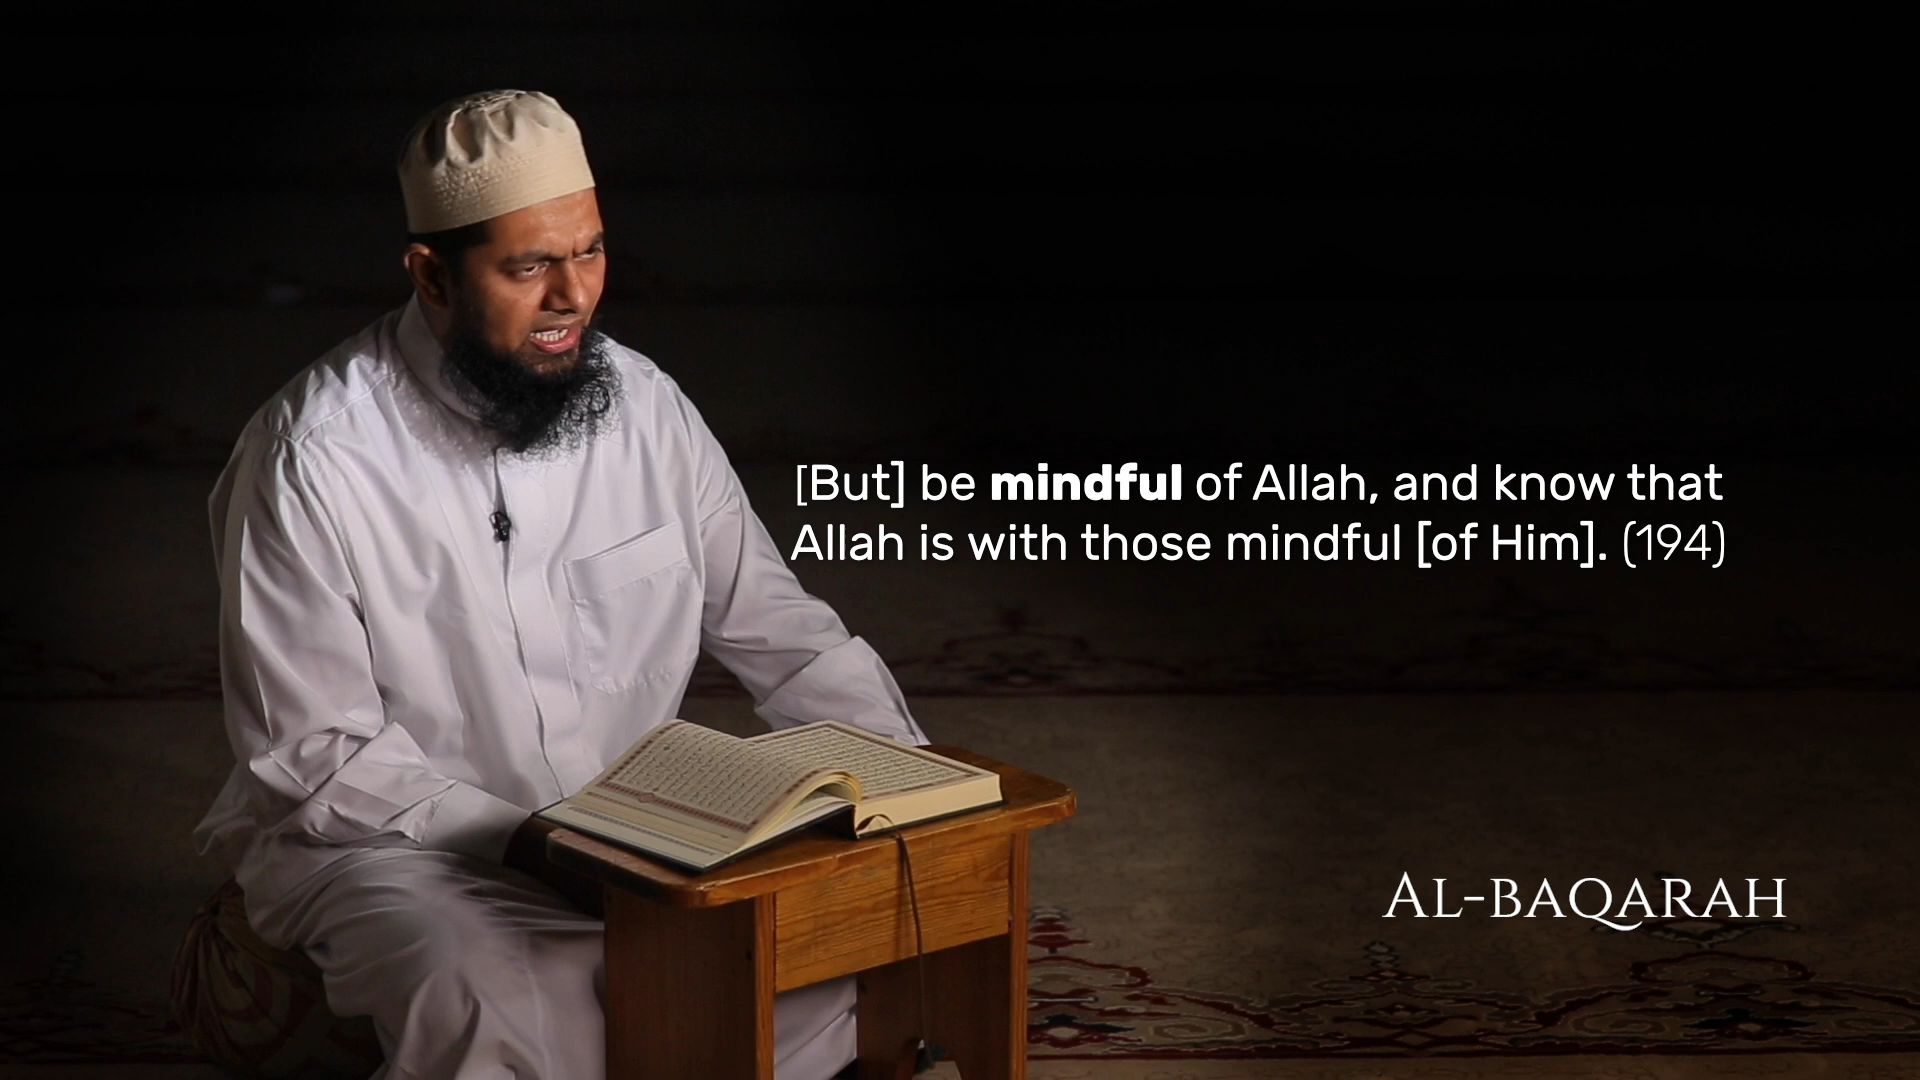 [But] be mindful of Allah, and know that
Allah is with those mindful [of Him]. (194)
AL-BAQARAH